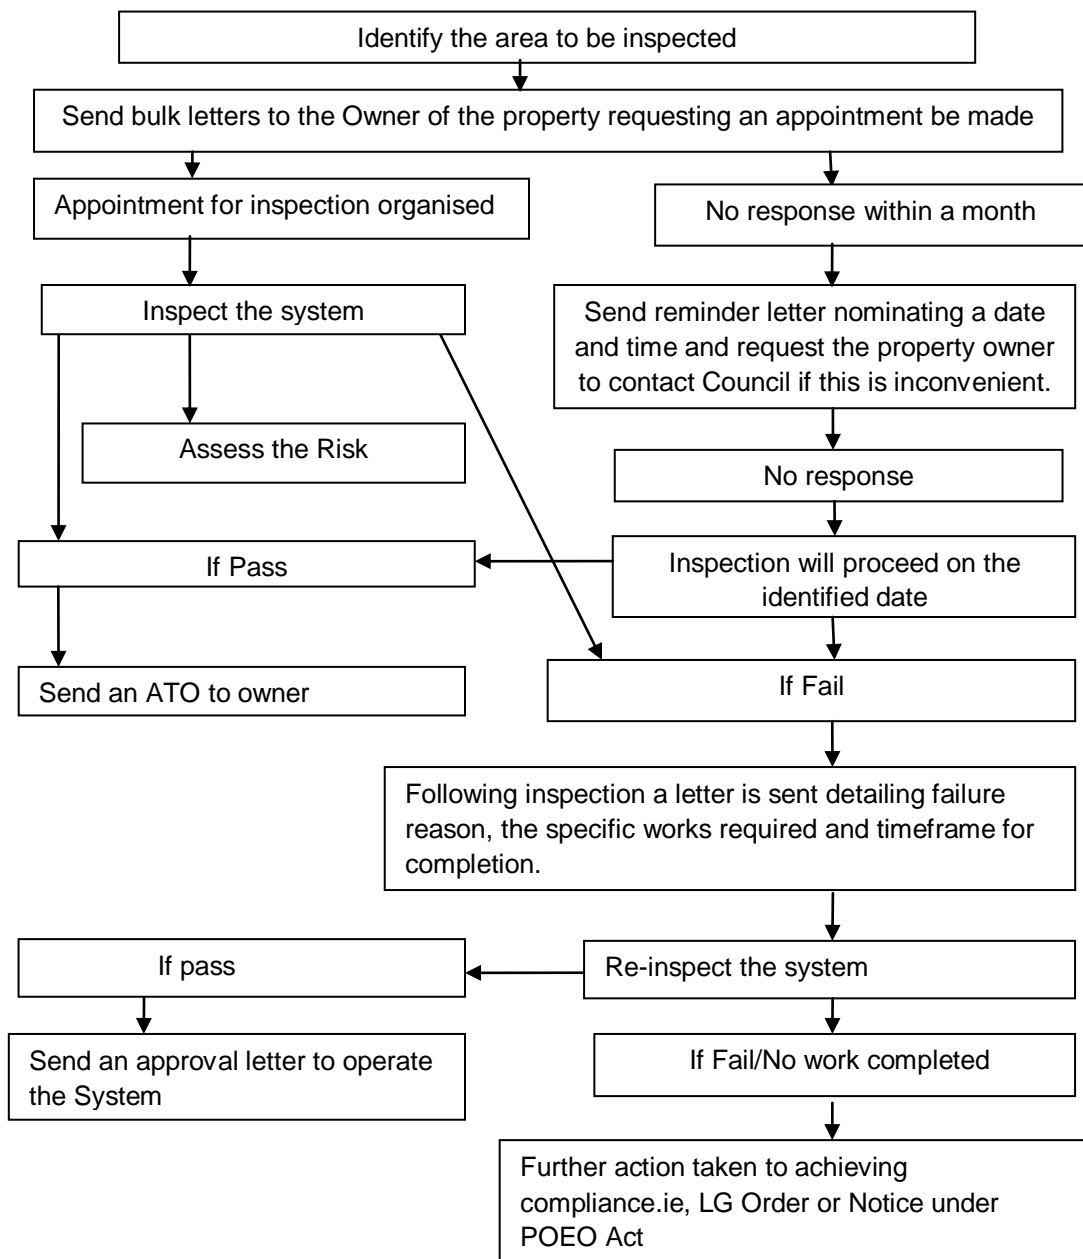 Identify the area to be inspected
Send bulk letters to the Owner of the property requesting an appointment be made
Appointment for inspection organised
No response within a month
Inspect the system
Send reminder letter nominating a date
and time and request the property owner
to contact Council if this is inconvenient.
Assess the Risk
No response
If Pass
Inspection will proceed on the
identified date
Send an ATO to owner
If Fail
Following inspection a letter is sent detailing failure
reason, the specific works required and timeframe for
completion.
If pass
Re-inspect the system
Send an approval letter to operate
the System
If Fail/No work completed
Further action taken to achieving
compliance.ie, LG Order or Notice under
POEO Act